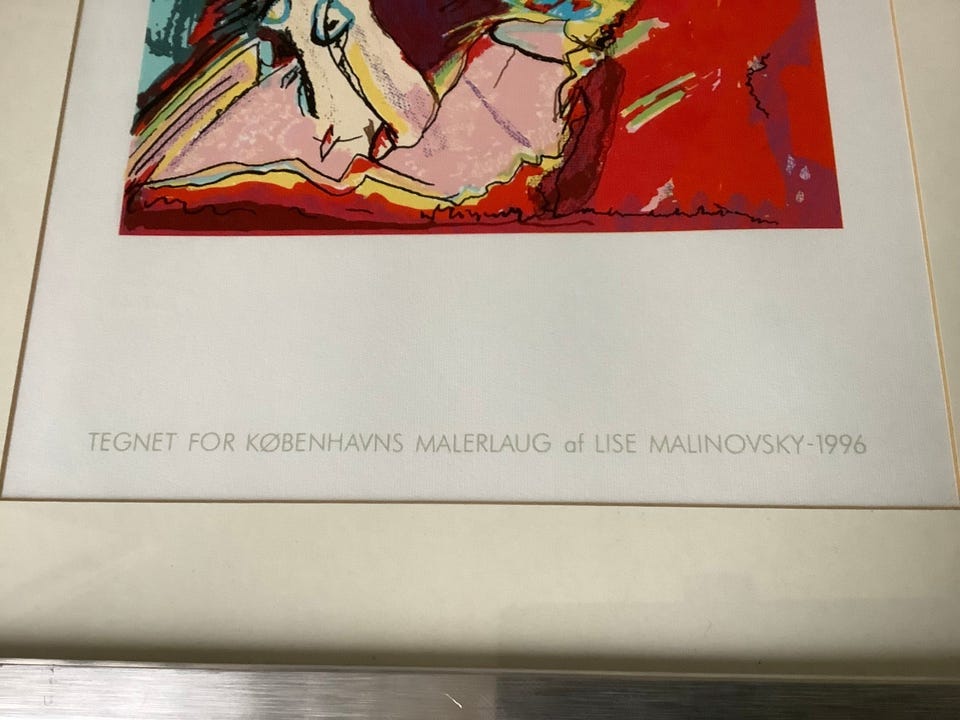 TEGNET FOR KØBENHAVNS MALERLAUG af LISE MALINOVSKY-1996